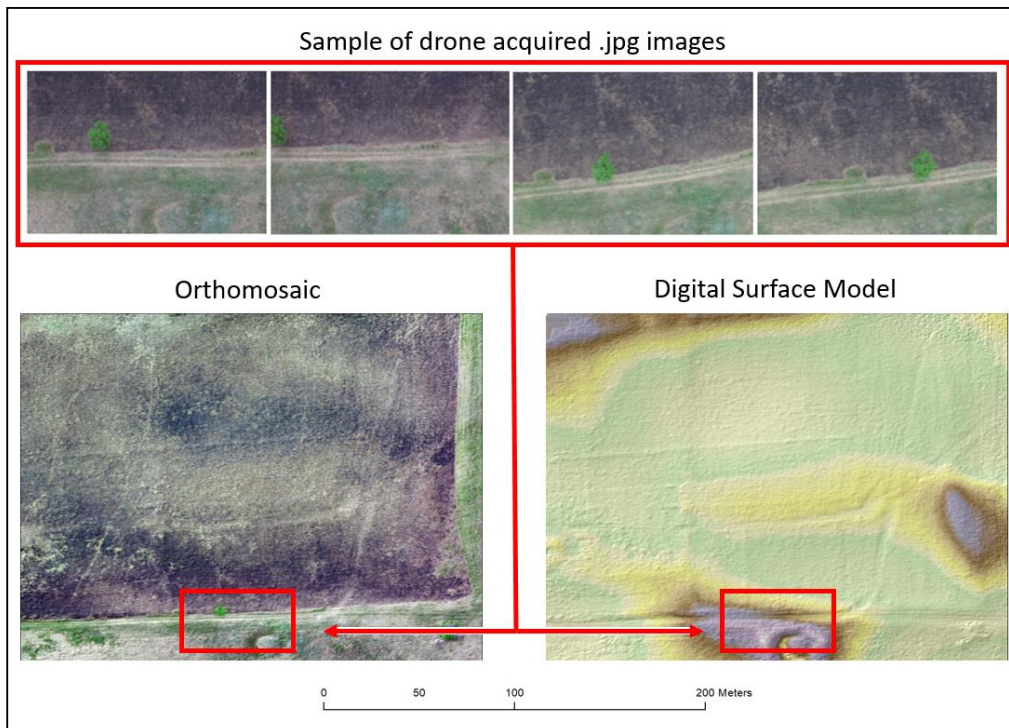 Sample of drone acquired .jpg images
Orthomosaic
Digital Surface Model
0 50 100 200 Meters